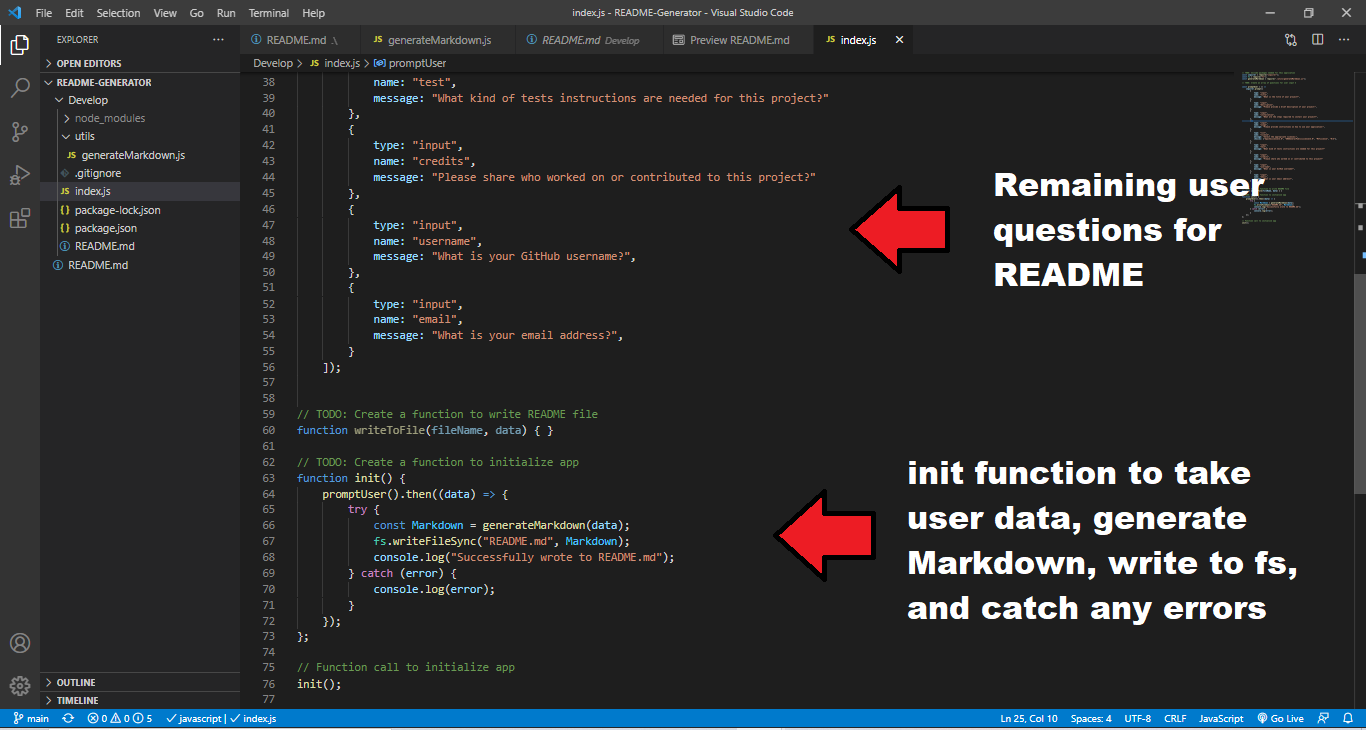 File Edit Selection View Go Run Terminal Help
index.js - README-Generator - Visual Studio Code
EXPLORER
OPEN EDITORS
README-GENERATOR
Develop
node_modules
utils
JS generateMarkdown.js
.gitignore
JS index.js
{} package-lock.json
{} package.json
README.md
README.md
OUTLINE
TIMELINE
README.md .\
JS generateMarkdown.js
README.md Develop
Preview README.md
JS index.js
Develop > JS index.js > promptUser
38 name: "test",
39 message: "What kind of tests instructions are needed for this project?"
40 },
41 {
42 type: "input",
43 name: "credits",
44 message: "Please share who worked on or contributed to this project?"
45 },
46 {
47 type: "input",
48 name: "username",
49 message: "What is your GitHub username?",
50 },
51 {
52 type: "input",
53 name: "email",
54 message: "What is your email address?",
55 }
56 ]);
57
58
59 // TODO: Create a function to write README file
60 function writeToFile(fileName, data) { }
61
62 // TODO: Create a function to initialize app
63 function init() {
64 promptUser().then((data) => {
65 try {
66 const Markdown = generateMarkdown(data);
67 fs.writeFileSync("README.md", Markdown);
68 console.log("Successfully wrote to README.md");
69 } catch (error) {
70 console.log(error);
71 }
72 });
73 };
74
75 // Function call to initialize app
76 init();
77
Remaining user
questions for
README
init function to take
user data, generate
Markdown, write to fs,
and catch any errors
main 0 0 5 javascript | index.js
Ln 25, Col 10 Spaces: 4 UTF-8 CRLF JavaScript Go Live